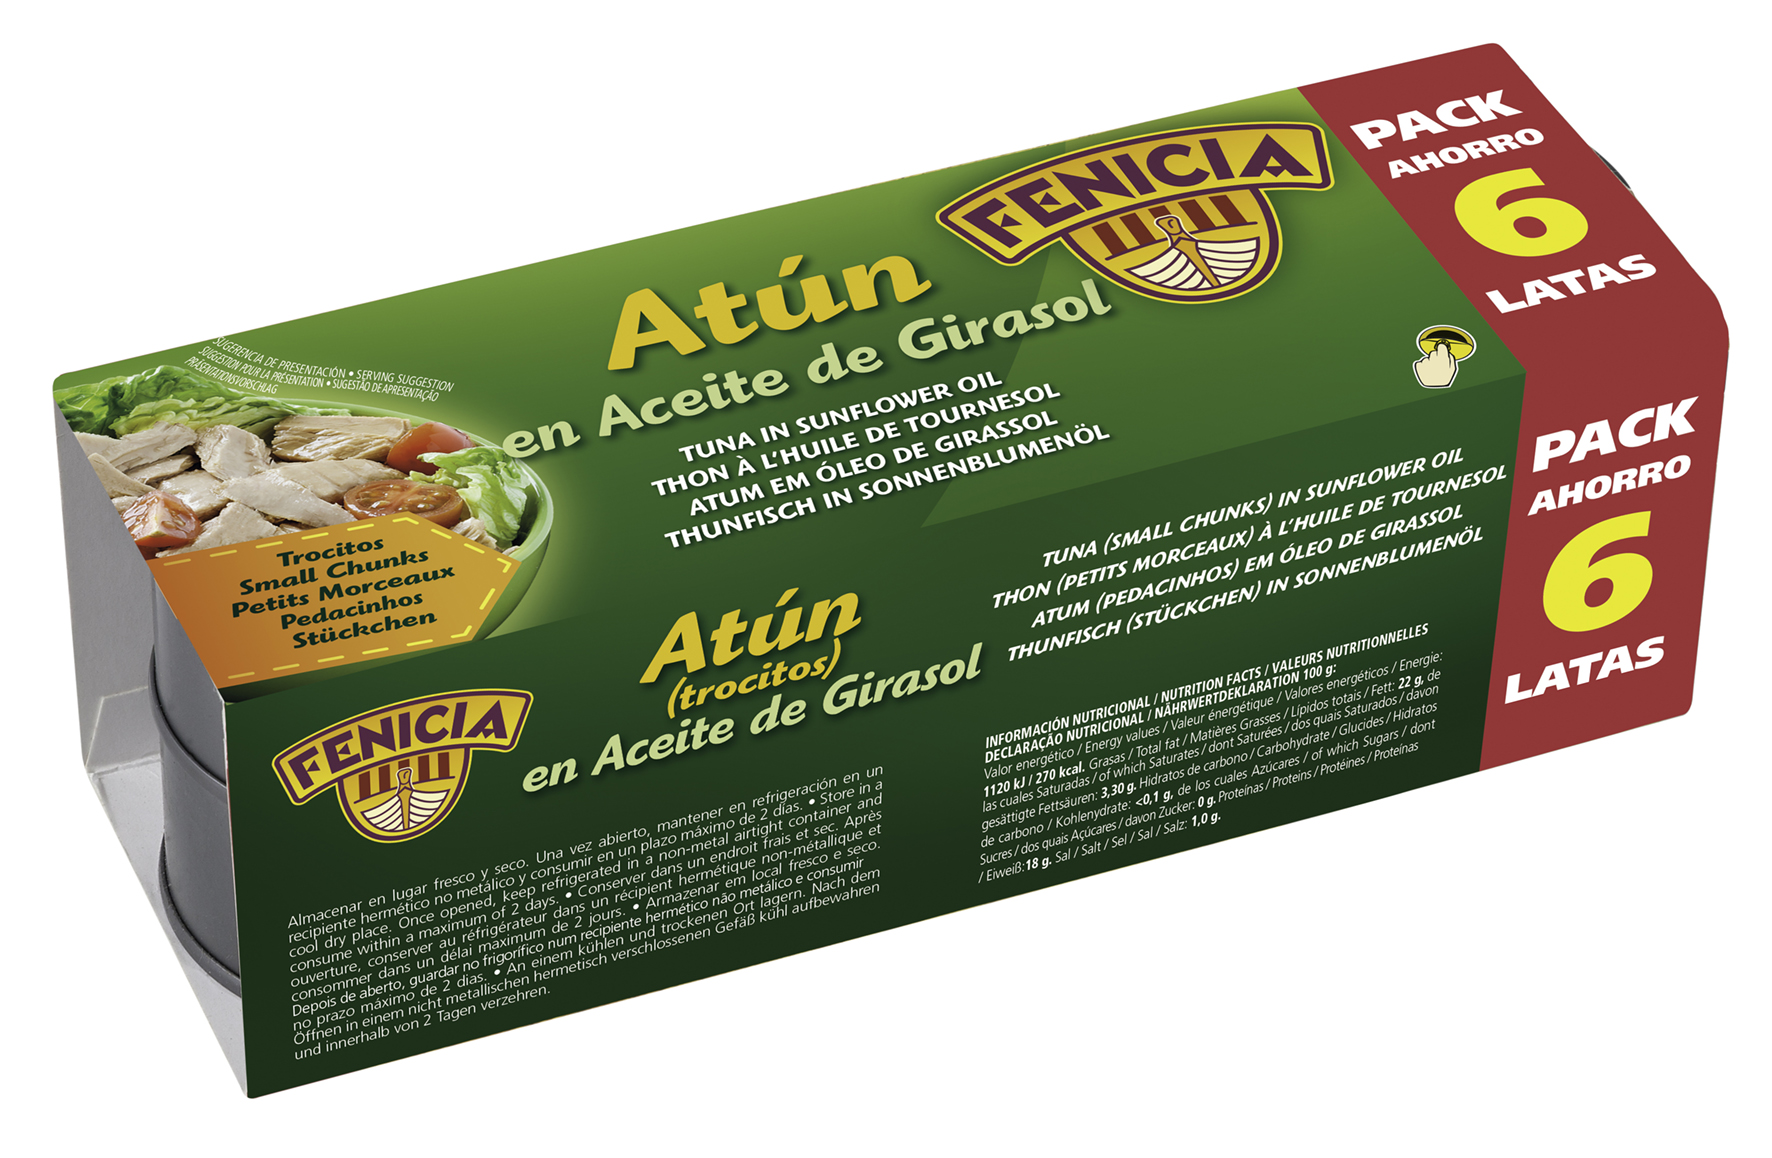 PACK
AHORRO
6
LATAS
FENICIA
Atún
en Aceite de Girasol
TUNA IN SUNFLOWER OIL
THON À L'HUILE DE TOURNESOL
ATUM EM ÓLEO DE GIRASSOL
THUNFISCH IN SONNENBLUMENÖL
SUGERENCIA DE PRESENTACIÓN • SERVING SUGGESTION
SUGGESTION POUR LA PRÉSENTATION • SUGESTÃO DE APRESENTAÇÃO
PRÄSENTATIONSVORSCHLAG
Trocitos
Small Chunks
Petits Morceaux
Pedacinhos
Stückchen
FENICIA
Atún
(trocitos)
en Aceite de Girasol
TUNA (SMALL CHUNKS) IN SUNFLOWER OIL
THON (PETITS MORCEAUX) À L'HUILE DE TOURNESOL
ATUM (PEDACINHOS) EM ÓLEO DE GIRASSOL
THUNFISCH (STÜCKCHEN) IN SONNENBLUMENÖL
PACK
AHORRO
6
LATAS
Almacenar en lugar fresco y seco. Una vez abierto, mantener en refrigeración en un
recipiente hermético no metálico y consumir en un plazo máximo de 2 días. • Store in a
cool dry place. Once opened, keep refrigerated in a non-metal airtight container and
consume within a maximum of 2 days. • Conserver dans un endroit frais et sec. Après
ouverture, conserver au réfrigérateur dans un récipient hermétique non-métallique et
consommer dans un délai maximum de 2 jours. • Armazenar em local fresco e seco.
Depois de aberto, guardar no frigorífico num recipiente hermético não metálico e consumir
no prazo máximo de 2 dias. • An einem kühlen und trockenen Ort lagern. Nach dem
Öffnen in einem nicht metallischen hermetisch verschlossenen Gefäß kühl aufbewahren
und innerhalb von 2 Tagen verzehren.
INFORMACIÓN NUTRICIONAL / NUTRITION FACTS / VALEURS NUTRITIONNELLES
DECLARAÇÃO NUTRICIONAL / NÄHRWERTDEKLARATION 100 g:
Valor energético / Energy values / Valeur énergétique / Valores energéticos / Energie:
1120 kJ / 270 kcal. Grasas / Total fat / Matières Grasses / Lípidos totais / Fett: 22 g, de
las cuales Saturadas / of which Saturates / dont Saturées / dos quais Saturados / davon
gesättigte Fettsäuren: 3,30 g. Hidratos de carbono / Carbohydrate / Glucides / Hidratos
de carbono / Kohlenydrate: <0,1 g, de los cuales Azúcares / of which Sugars / dont
Sucres / dos quais Açúcares / davon Zucker: 0 g. Proteínas / Proteins / Protéines / Proteínas
/ Eiweiß: 18 g. Sal / Salt / Sel / Sal / Salz: 1,0 g.